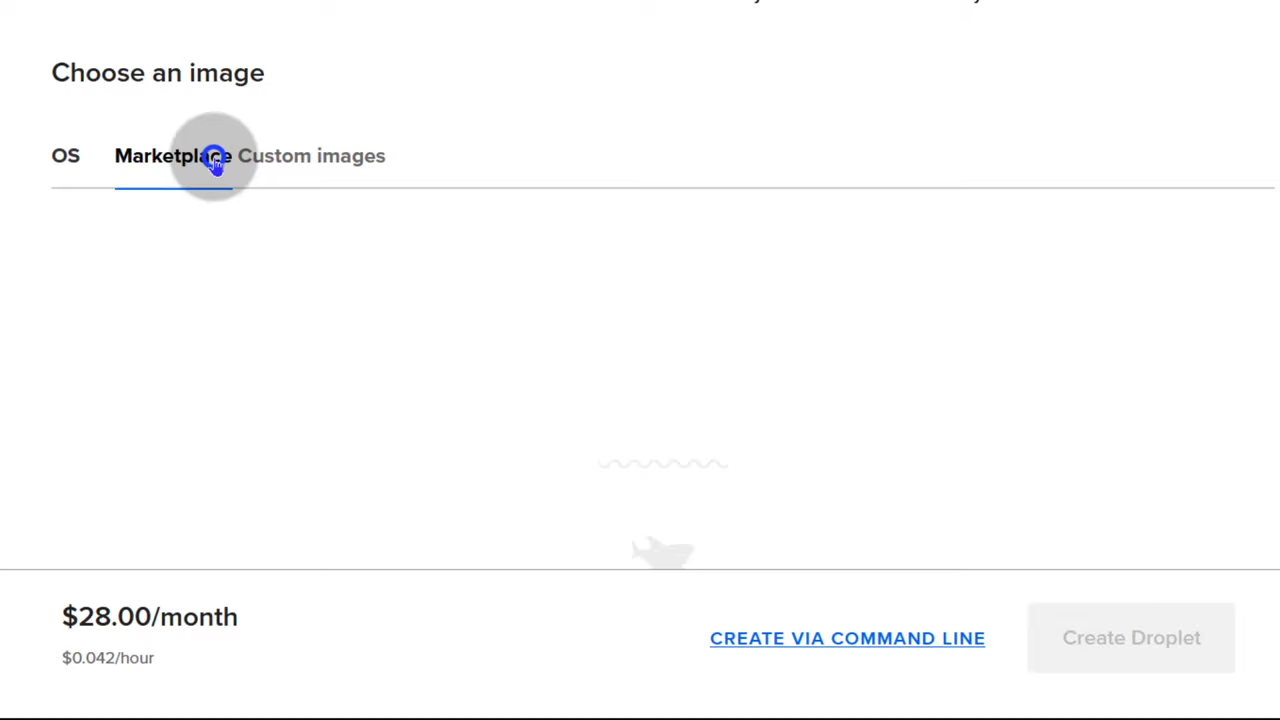 Choose an image
OS Marketplace Custom images
$28.00/month
$0.042/hour
CREATE VIA COMMAND LINE
Create Droplet